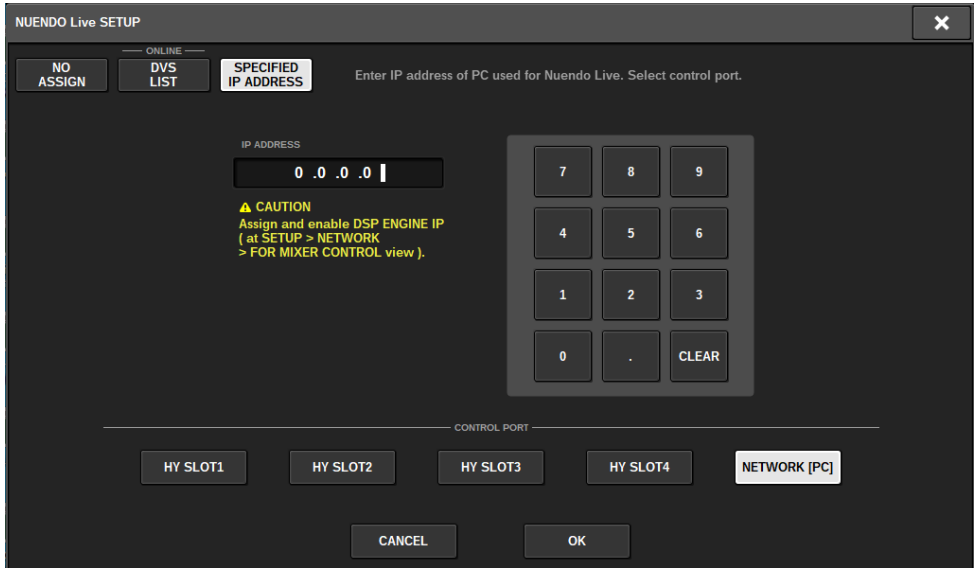 NUENDO Live SETUP
ONLINE
NO
ASSIGN
DVS
LIST
SPECIFIED
IP ADDRESS
Enter IP address of PC used for Nuendo Live. Select control port.
IP ADDRESS
0 .0 .0 .0
CAUTION
Assign and enable DSP ENGINE IP
( at SETUP > NETWORK
> FOR MIXER CONTROL view ).
7 8 9
4 5 6
1 2 3
0 . CLEAR
CONTROL PORT
HY SLOT1 HY SLOT2 HY SLOT3 HY SLOT4 NETWORK [PC]
CANCEL OK